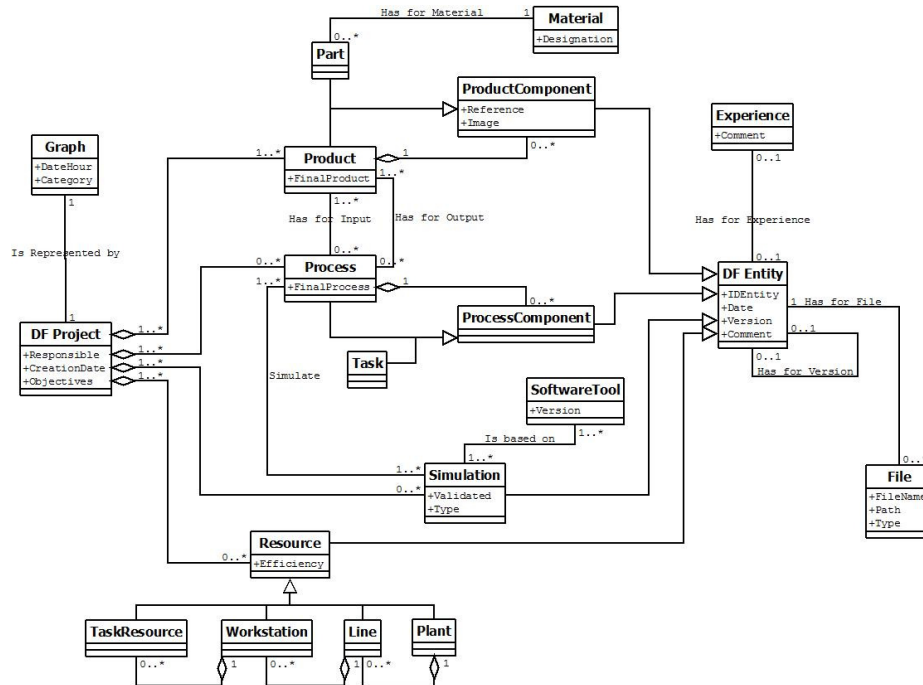 Has for Material
1
Material
+Designation
0..*
Part
ProductComponent
+Reference
+Image
Experience
+Comment
Graph
+DateHour
+Category
1..*
Product
+FinalProduct
1
0..*
0..1
1
1..*
1..*
Has for Input
Has for Output
Has for Experience
Is Represented by
0..*
0..*
0..*
0..1
Process
+FinalProcess
1..*
1
0..*
DF Entity
+IDEntity
+Date
+Version
+Comment
1 Has for File
0..1
0..1
Has for Version
1
DF Project
+Responsible
+CreationDate
+Objectives
1..*
1..*
1..*
1..*
ProcessComponent
Task
Simulate
SoftwareTool
+Version
1..*
Is based on
1..*
1..*
Simulation
+Validated
+Type
0..*
File
+FileName
+Path
+Type
Resource
+Efficiency
0..*
TaskResource
Workstation
Line
Plant
0..*
1
0..*
1
0..*
1